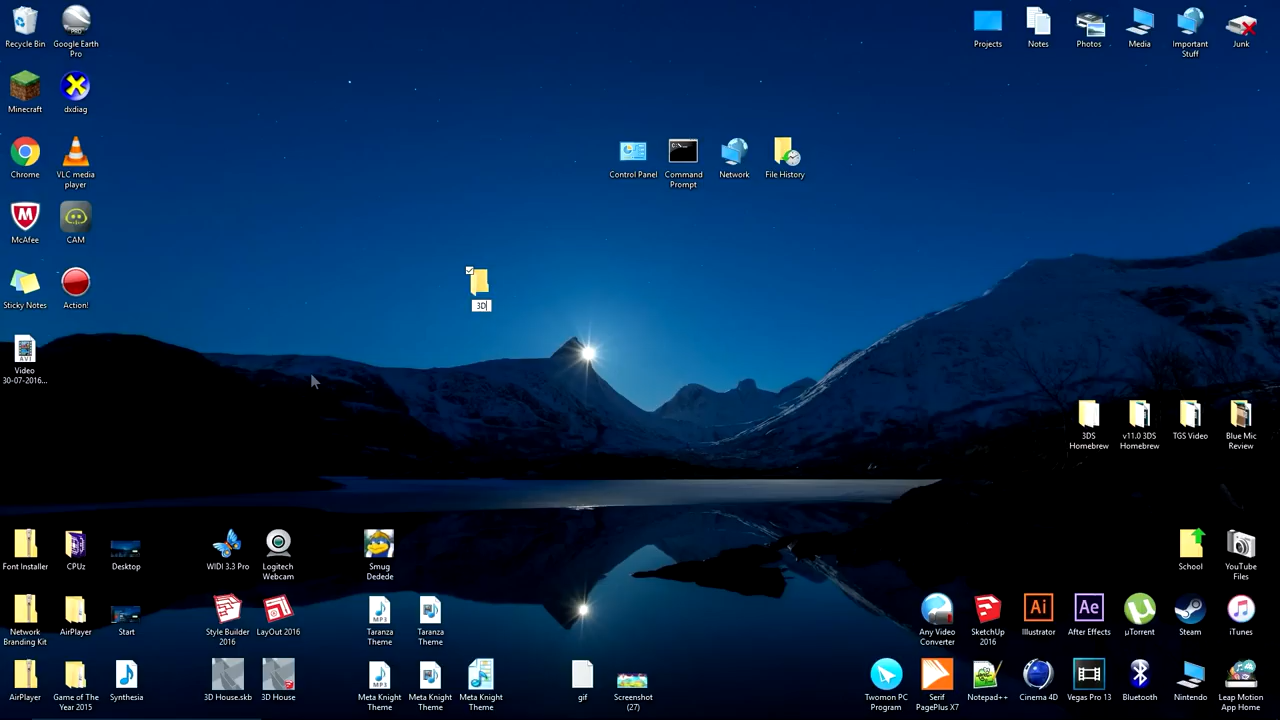 Recycle Bin
Google Earth
Pro
Projects
Notes
Photos
Media
Important
Stuff
Junk
Minecraft
dxdiag
Chrome
VLC media
player
Control Panel
Command
Prompt
Network
File History
McAfee
CAM
Sticky Notes
Action!
3D
AVI
Video
30-07-2016...
3DS
Homebrew
v11.0 3DS
Homebrew
TGS Video
Blue Mic
Review
Font Installer
CPUz
Desktop
WIDI 3.3 Pro
Logitech
Webcam
Smug
Dedede
School
YouTube
Files
Network
Branding Kit
AirPlayer
Start
Style Builder
2016
LayOut 2016
MP3
Taranza
Theme
Taranza
Theme
Any Video
Converter
SketchUp
2016
Ai
Illustrator
Ae
After Effects
µTorrent
Steam
iTunes
AirPlayer
Game of The
Year 2015
Synthesia
3D House.skb
3D House
MP3
Meta Knight
Theme
Meta Knight
Theme
Meta Knight
Theme
gif
Screenshot
(27)
Twomon PC
Program
Serif
PagePlus X7
Notepad++
Cinema 4D
Vegas Pro 13
Bluetooth
Nintendo
Leap Motion
App Home